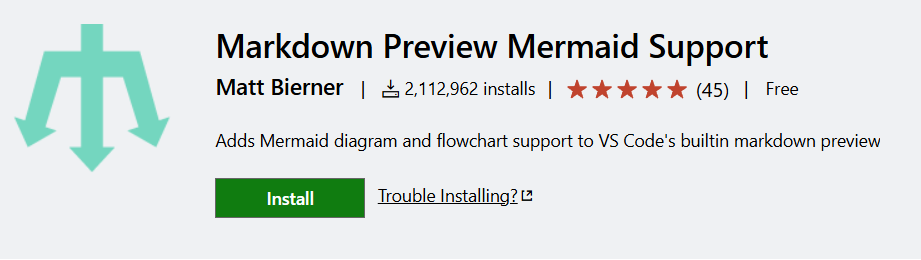 Markdown Preview Mermaid Support
Matt Bierner | 2,112,962 installs | (45) | Free
Adds Mermaid diagram and flowchart support to VS Code's builtin markdown preview
Install Trouble Installing?